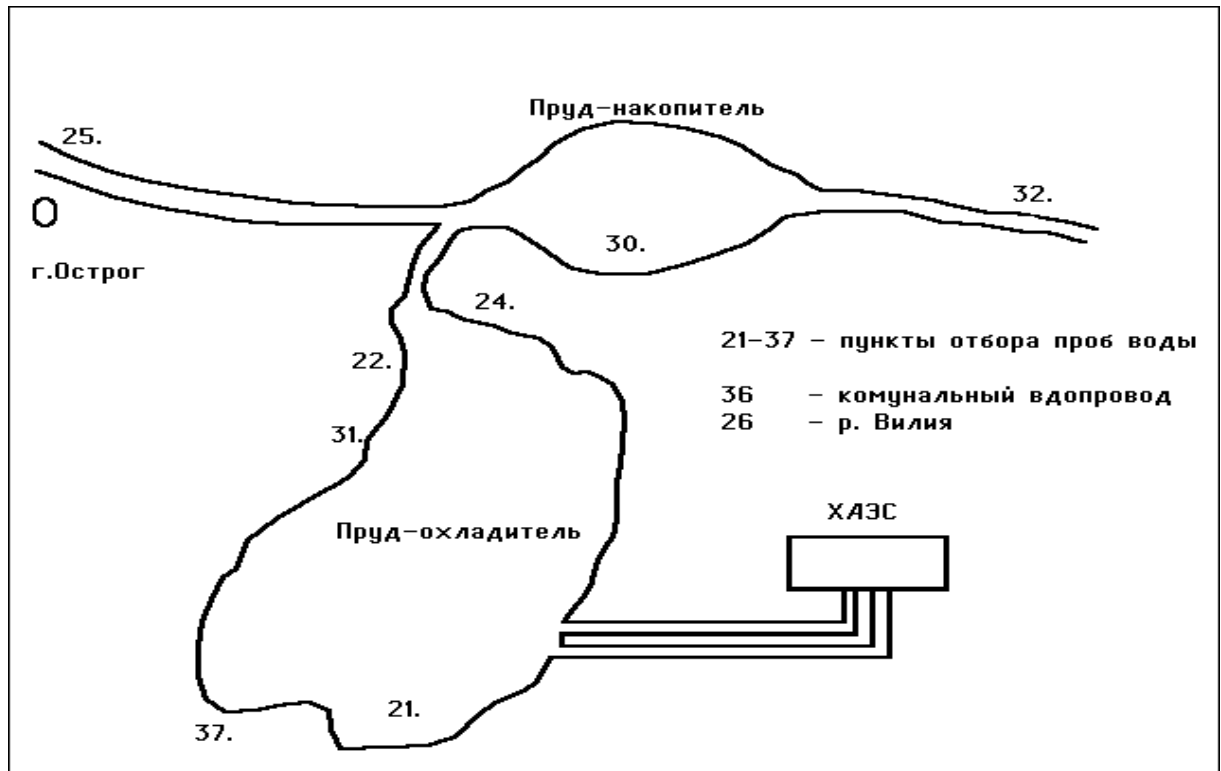 Пруд-накопитель
25.
32.
30.
г.Острог
24.
21-37 - пункты отбора проб воды
22.
36 - комунальный вдопровод
26 - р. Вилия
31.
ХАЭС
Пруд-охладитель
21.
37.